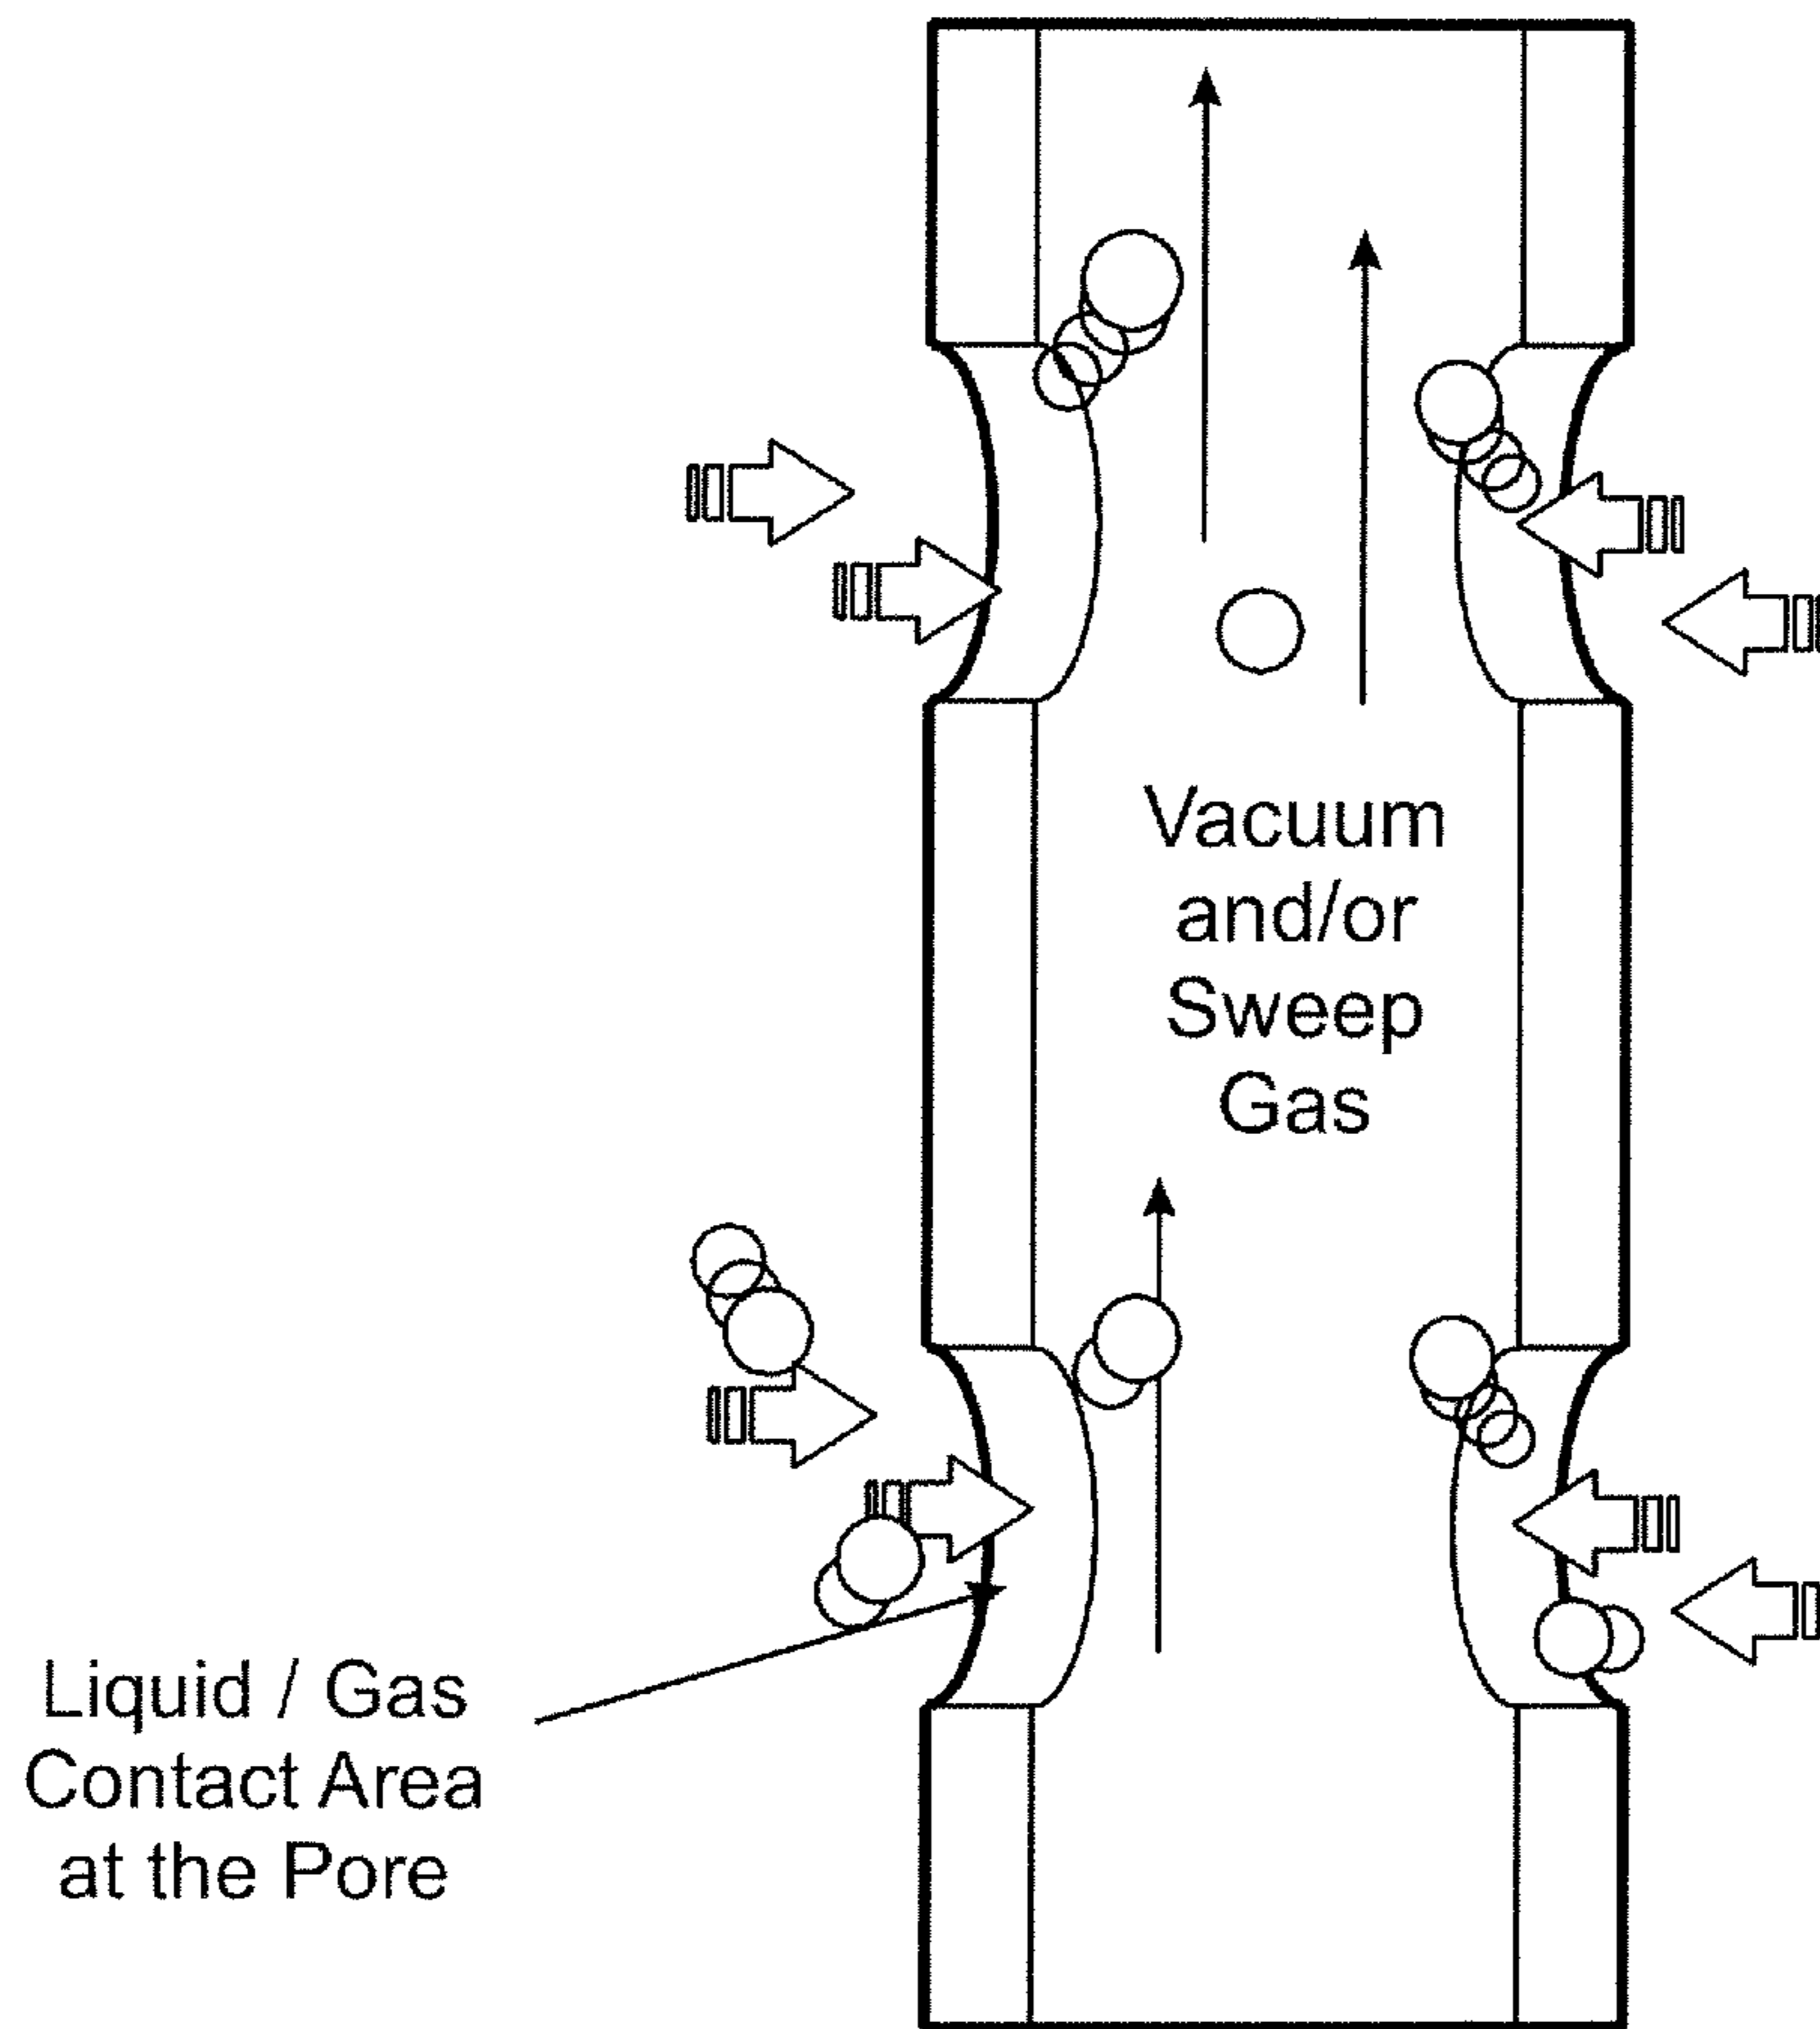 Vacuum
and/or
Sweep
Gas
Liquid / Gas
Contact Area
at the Pore